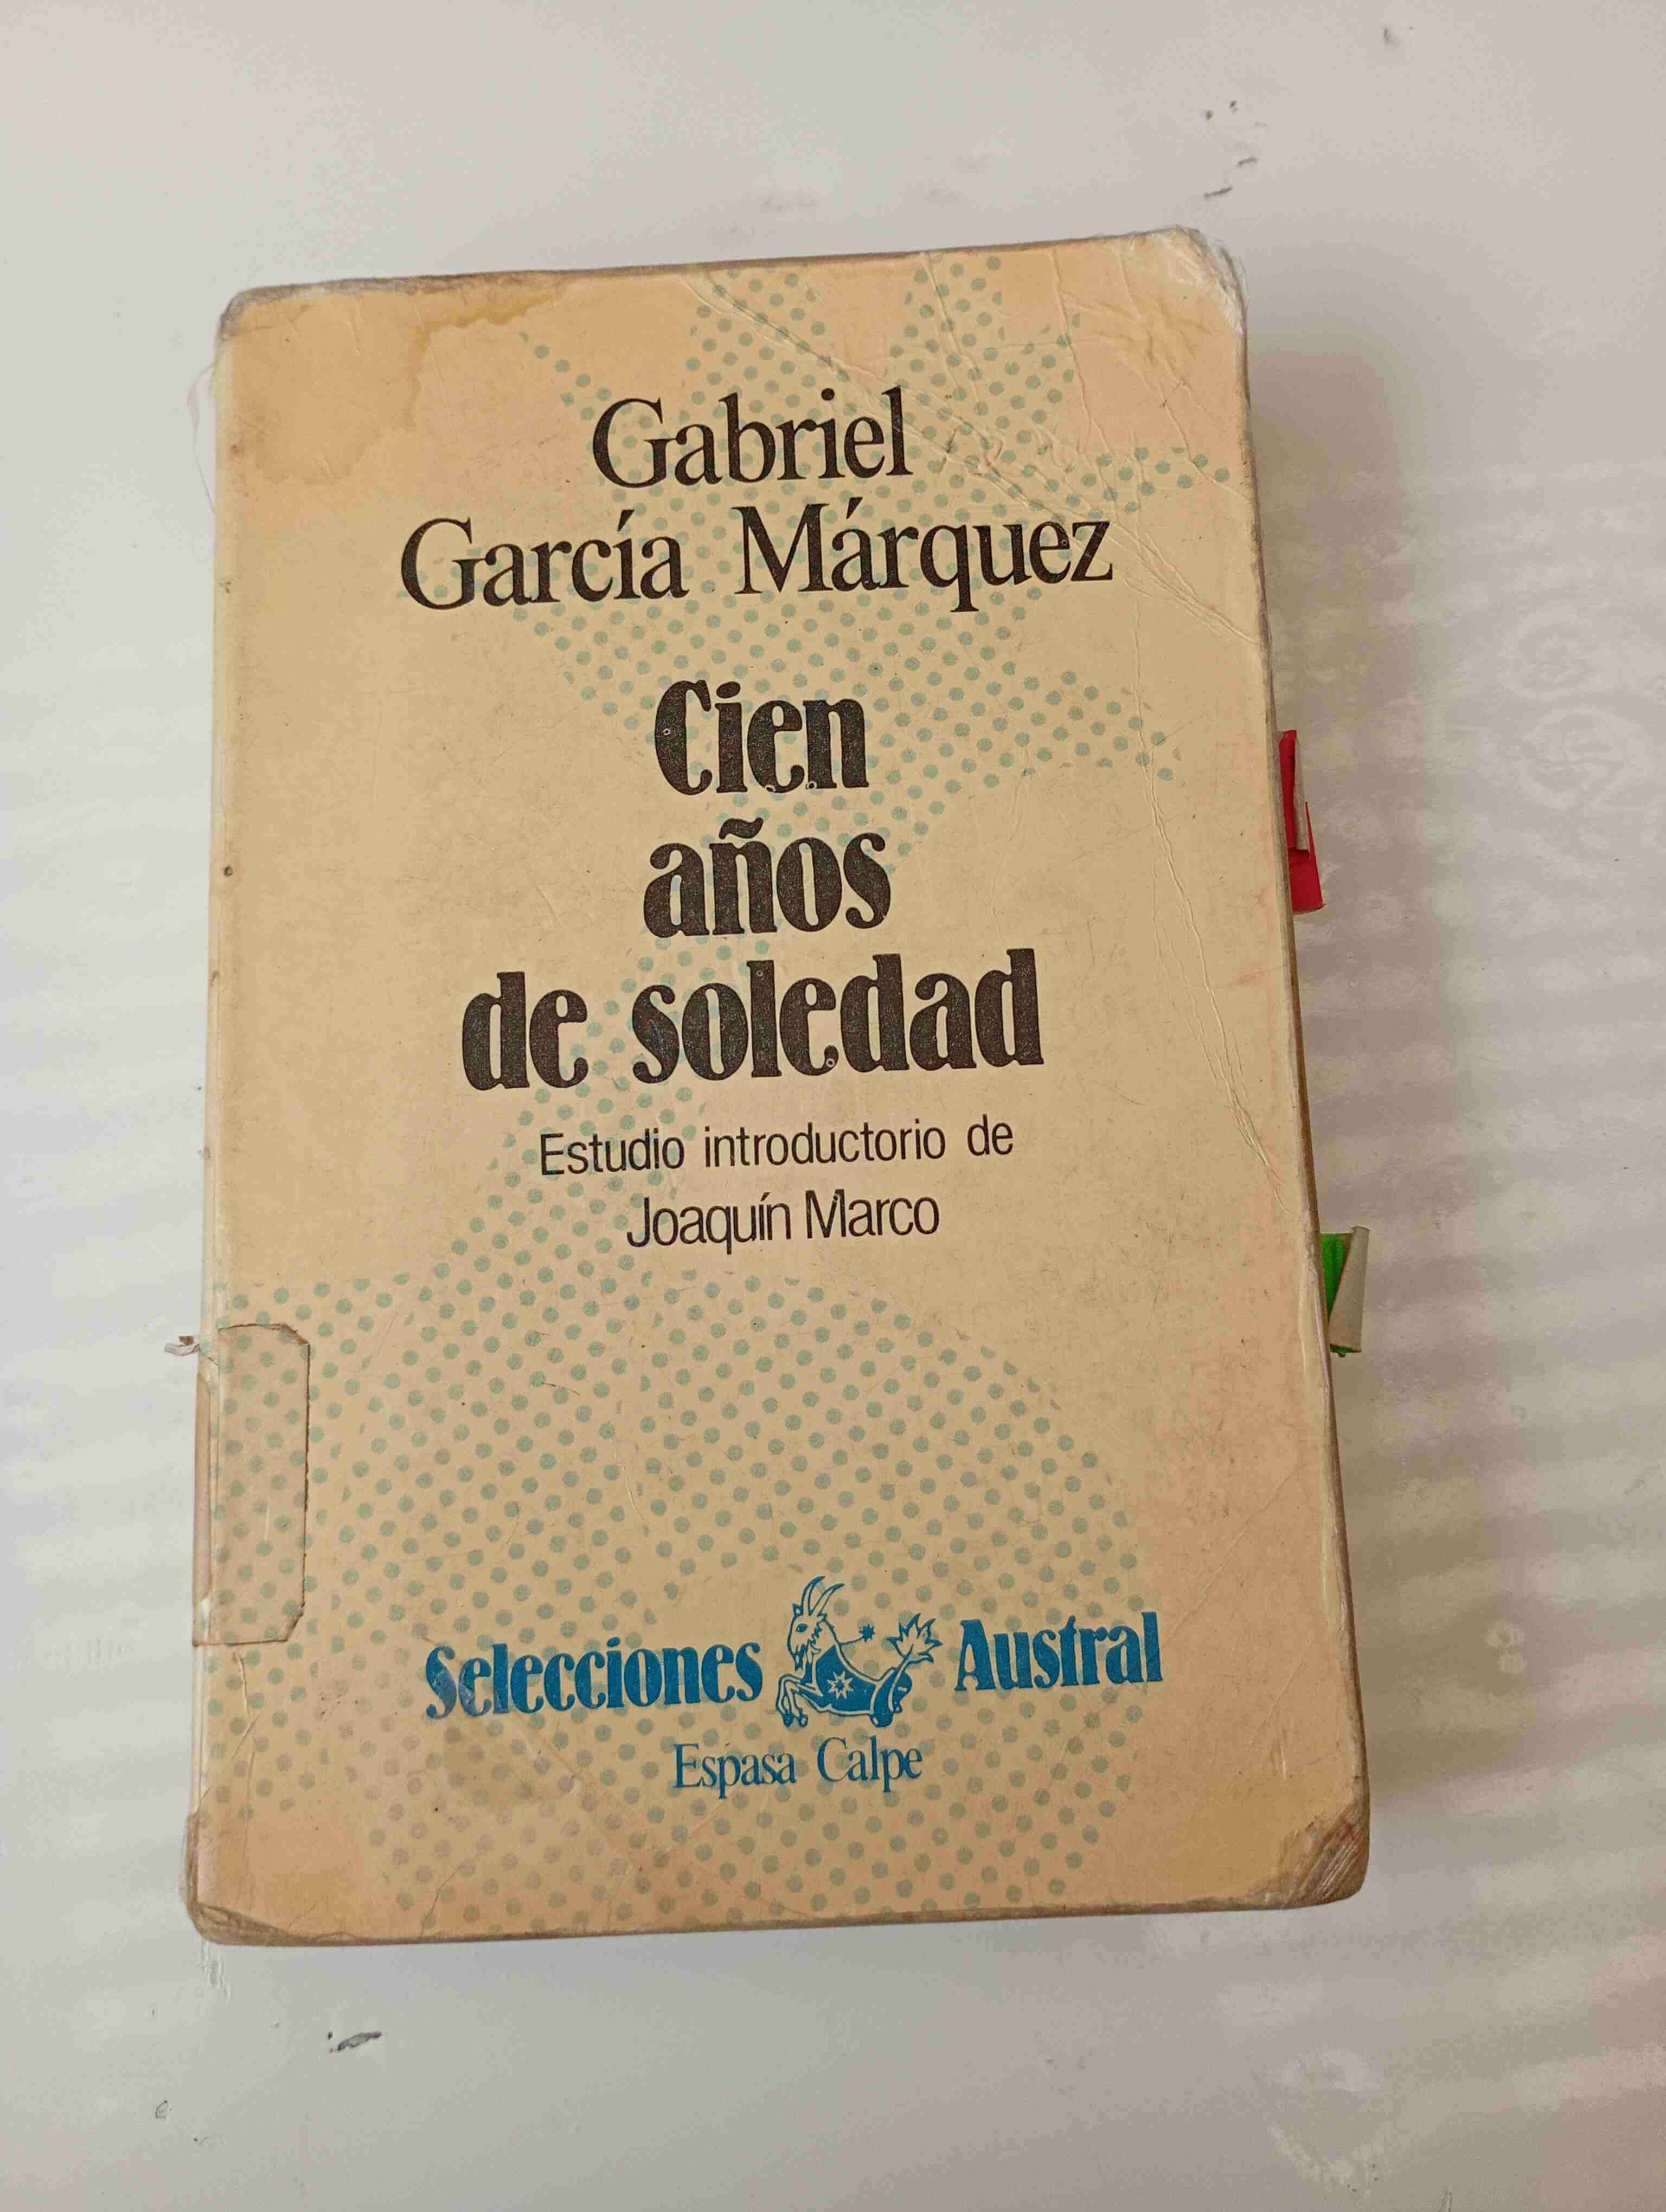 Gabriel
García Márquez
Cien
años
de soledad
Estudio introductorio de
Joaquín Marco
Selecciones Austral
Espasa Calpe